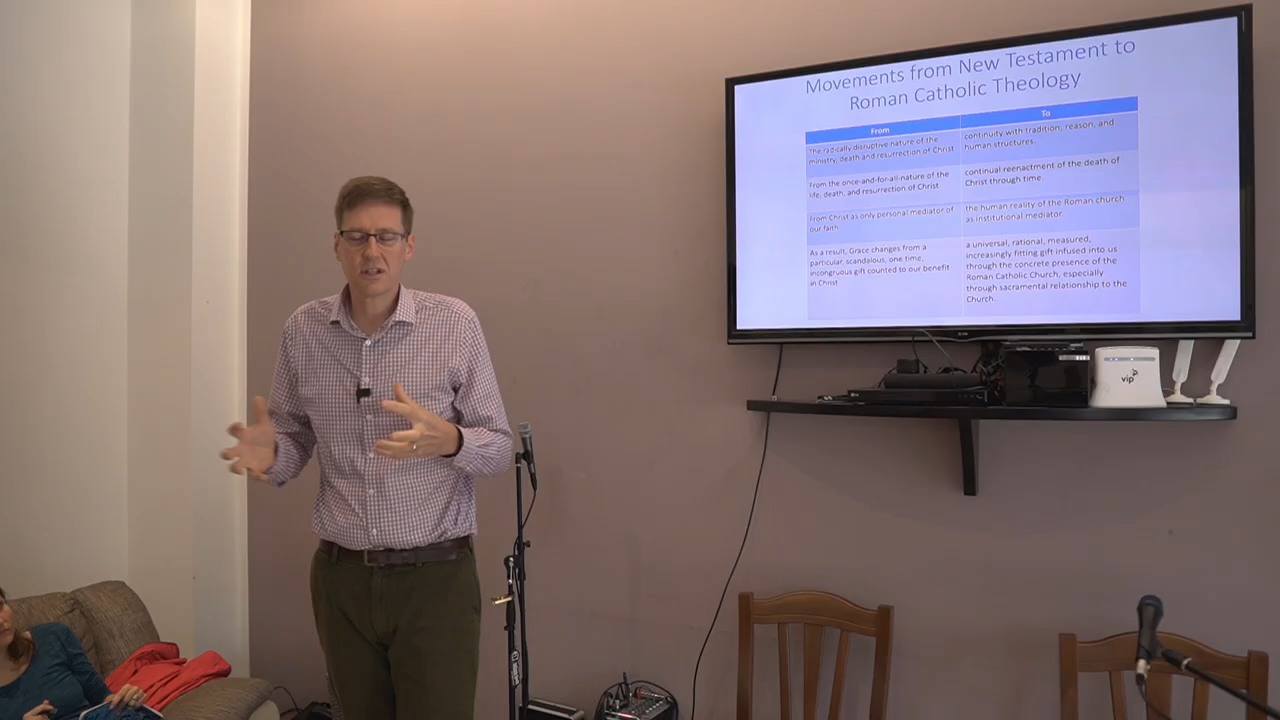 Movements from New Testament to
Roman Catholic Theology
From
To
The radically disruptive nature of the
ministry, death and resurrection of Christ
continuity with tradition, reason, and
human structures.
From the once-and-for-all-nature of the
life, death, and resurrection of Christ
continual reenactment of the death of
Christ through time.
From Christ as only personal mediator of
our faith
the human reality of the Roman church
as institutional mediator.
As a result, Grace changes from a
particular, scandalous, one time,
incongruous gift counted to our benefit
in Christ
a universal, rational, measured,
increasingly fitting gift infused into us
through the concrete presence of the
Roman Catholic Church, especially
through sacramental relationship to the
Church.
vip